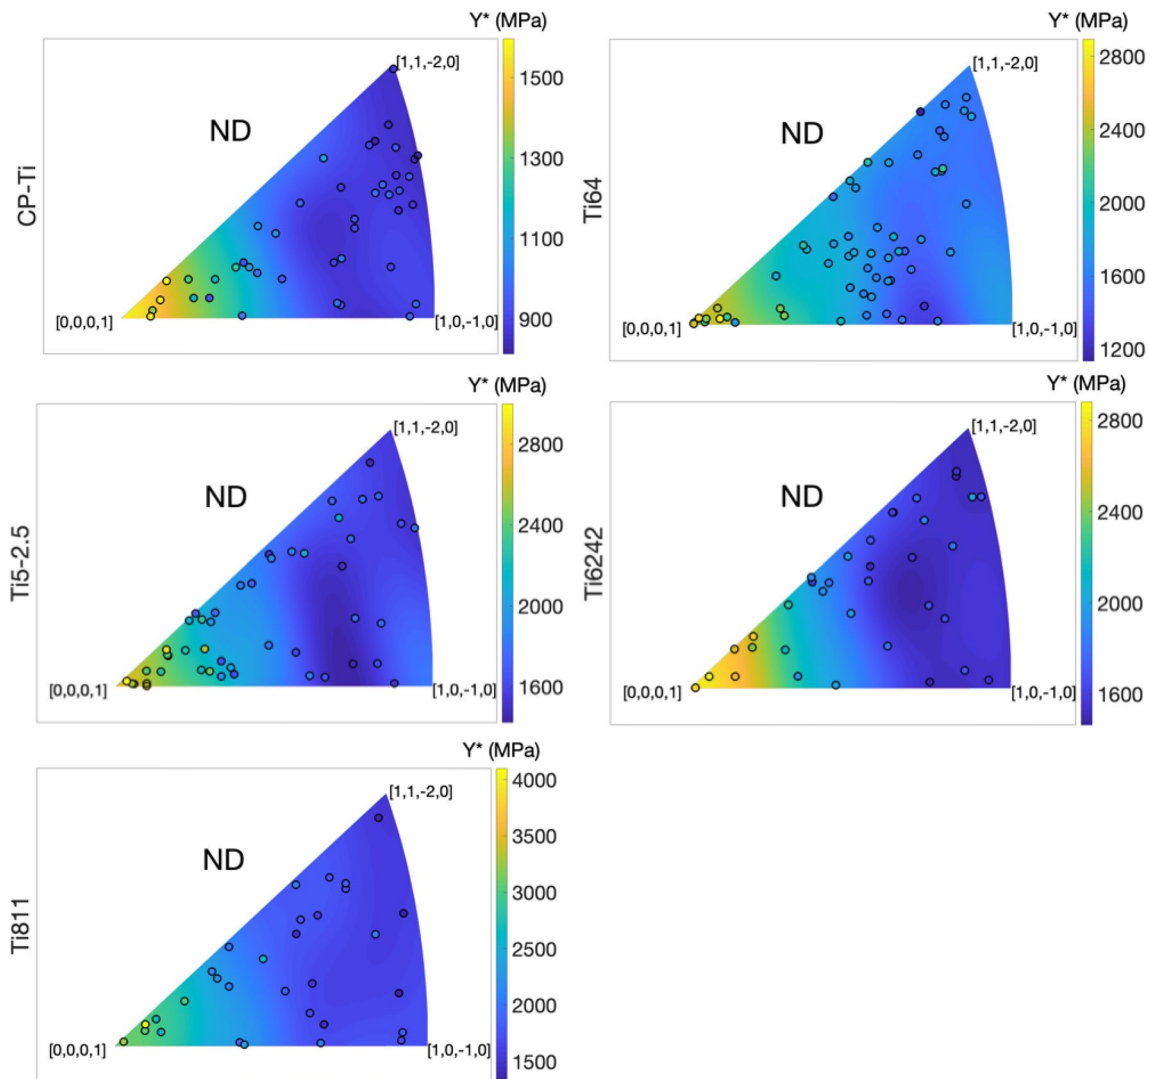 Y* (MPa)
[1,1,-2,0]
ND
CP-Ti
[0,0,0,1]
[1,0,-1,0]
1500
1300
1100
900
Y* (MPa)
[1,1,-2,0]
ND
Ti64
[0,0,0,1]
[1,0,-1,0]
2800
2400
2000
1600
1200
Y* (MPa)
[1,1,-2,0]
ND
Ti5-2.5
[0,0,0,1]
[1,0,-1,0]
2800
2400
2000
1600
Y* (MPa)
[1,1,-2,0]
ND
Ti6242
[0,0,0,1]
[1,0,-1,0]
2800
2400
2000
1600
Y* (MPa)
[1,1,-2,0]
ND
Ti811
[0,0,0,1]
[1,0,-1,0]
4000
3500
3000
2500
2000
1500